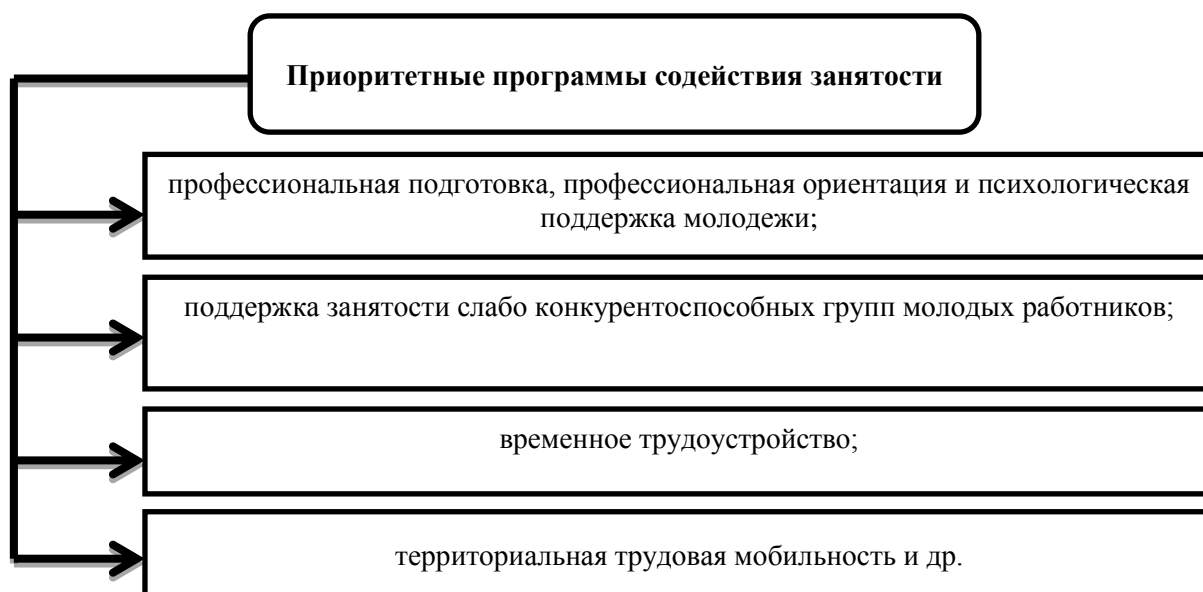 Приоритетные программы содействия занятости
профессиональная подготовка, профессиональная ориентация и психологическая
поддержка молодежи;
поддержка занятости слабо конкурентоспособных групп молодых работников;
временное трудоустройство;
территориальная трудовая мобильность и др.